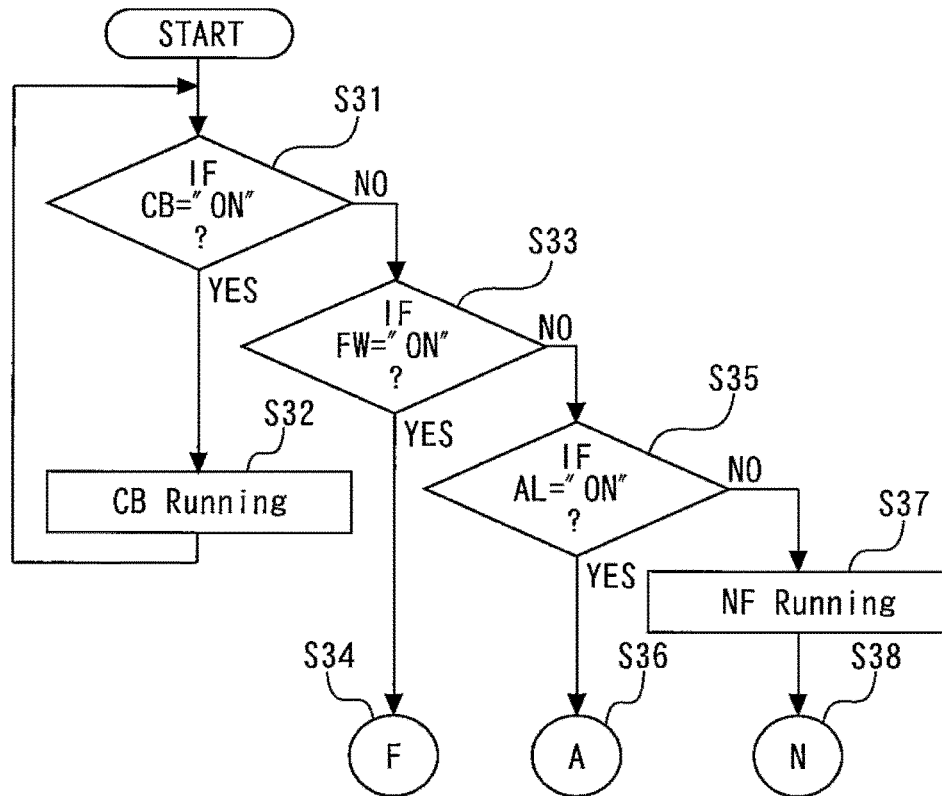 START
S31
IF
CB="ON"
?
NO
YES
S33
IF
FW="ON"
?
NO
YES
S35
IF
AL="ON"
?
NO
YES
S32
CB Running
S37
NF Running
S34
F
S36
A
S38
N